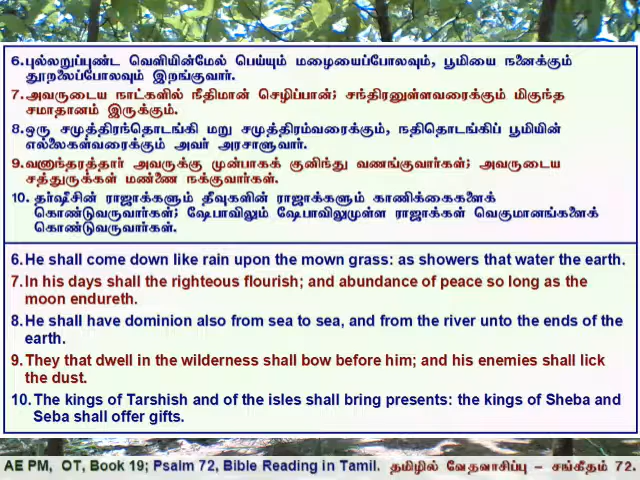 6.புல்லறுப்புண்ட வெளியின்மேல் பெய்யும் மழையைப்போலவும், பூமியை நனைக்கும்
தூறலைப்போலவும் இறங்குவார்.
7.அவருடைய நாட்களில் நீதிமான் செழிப்பான்; சந்திரனுள்ளவரைக்கும் மிகுந்த
சமாதானம் இருக்கும்.
8.ஒரு சமுத்திரந்தொடங்கி மறு சமுத்திரம்வரைக்கும், நதிதொடங்கிப் பூமியின்
எல்லைகள்வரைக்கும் அவர் அரசாளுவார்.
9.வனாந்தரத்தார் அவருக்கு முன்பாகக் குனிந்து வணங்குவார்கள்; அவருடைய
சத்துருக்கள் மண்ணை நக்குவார்கள்.
10. தர்ஷீசின் ராஜாக்களும் தீவுகளின் ராஜாக்களும் காணிக்கைகளைக்
கொண்டுவருவார்கள்; ஷேபாவிலும் ஷேபாவிலுமுள்ள ராஜாக்கள் வெகுமானங்களைக்
கொண்டுவருவார்கள்.
6.He shall come down like rain upon the mown grass: as showers that water the earth.
7.In his days shall the righteous flourish; and abundance of peace so long as the
moon endureth.
8.He shall have dominion also from sea to sea, and from the river unto the ends of the
earth.
9.They that dwell in the wilderness shall bow before him; and his enemies shall lick
the dust.
10.The kings of Tarshish and of the isles shall bring presents: the kings of Sheba and
Seba shall offer gifts.
AE PM, OT, Book 19; Psalm 72, Bible Reading in Tamil. தமிழில் வேதவாசிப்பு – சங்கீதம் 72.